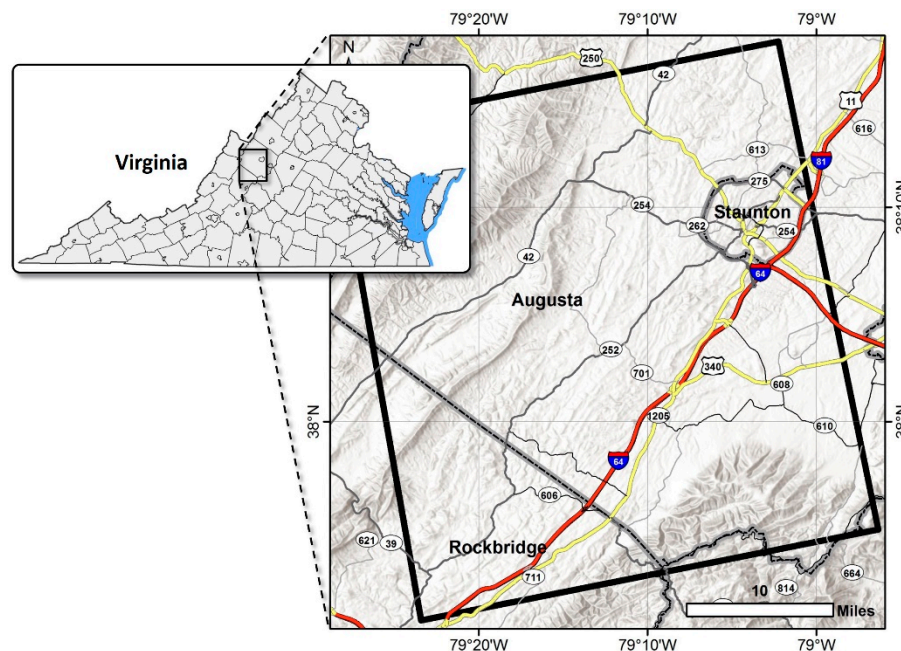 79°20'W 79°10'W 79°W
N
250
42
11
616
613
81
Virginia
275
Staunton
254
262
254
38°10'N
42
64
Augusta
252
701
340
608
38°N
1205
610
38°N
64
606
621
39
Rockbridge
711
664
814
10
Miles
79°20'W 79°10'W 79°W